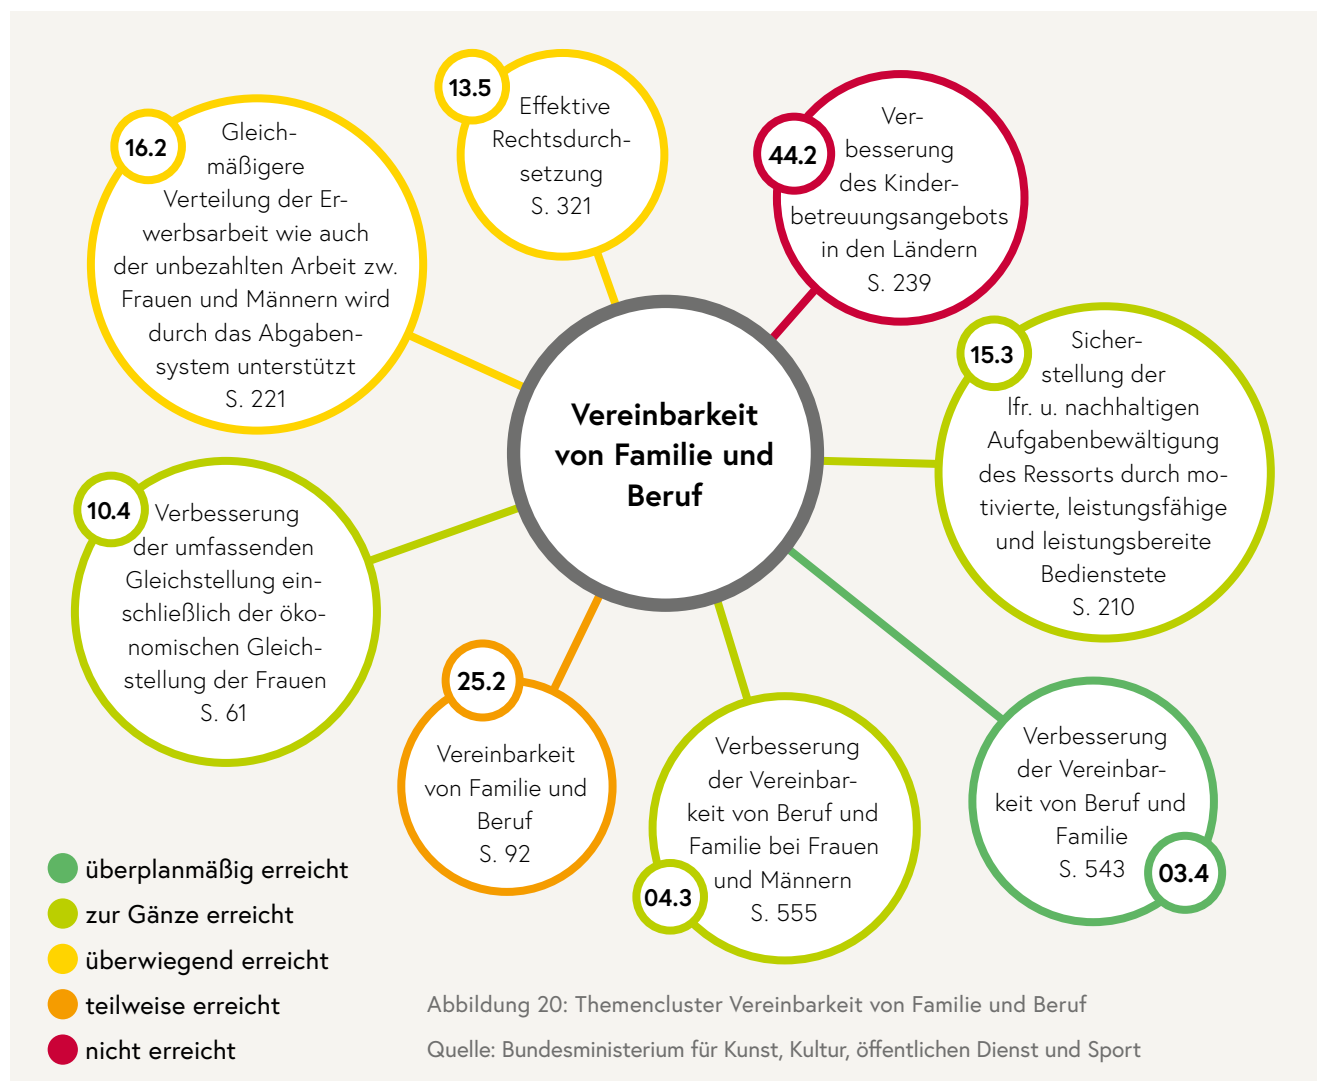 13.5
Effektive
Rechtsdurch-
setzung
S. 321
44.2
Ver-
besserung
des Kinder-
betreuungsangebots
in den Ländern
S. 239
16.2
Gleich-
mäßigere
Verteilung der Er-
werbsarbeit wie auch
der unbezahlten Arbeit zw.
Frauen und Männern wird
durch das Abgaben-
system unterstützt
S. 221
15.3
Sicher-
stellung der
lfr. u. nachhaltigen
Aufgabenbewältigung
des Ressorts durch mo-
tivierte, leistungsfähige
und leistungsbereite
Bedienstete
S. 210
Vereinbarkeit
von Familie und
Beruf
10.4
Verbesserung
der umfassenden
Gleichstellung ein-
schließlich der öko-
nomischen Gleich-
stellung der Frauen
S. 61
25.2
Vereinbarkeit
von Familie und
Beruf
S. 92
Verbesserung
der Vereinbar-
keit von Beruf und
Familie bei Frauen
und Männern
S. 555
04.3
Verbesserung
der Vereinbar-
keit von Beruf und
Familie
S. 543
03.4
überplanmäßig erreicht
zur Gänze erreicht
überwiegend erreicht
teilweise erreicht
nicht erreicht
Abbildung 20: Themencluster Vereinbarkeit von Familie und Beruf
Quelle: Bundesministerium für Kunst, Kultur, öffentlichen Dienst und Sport